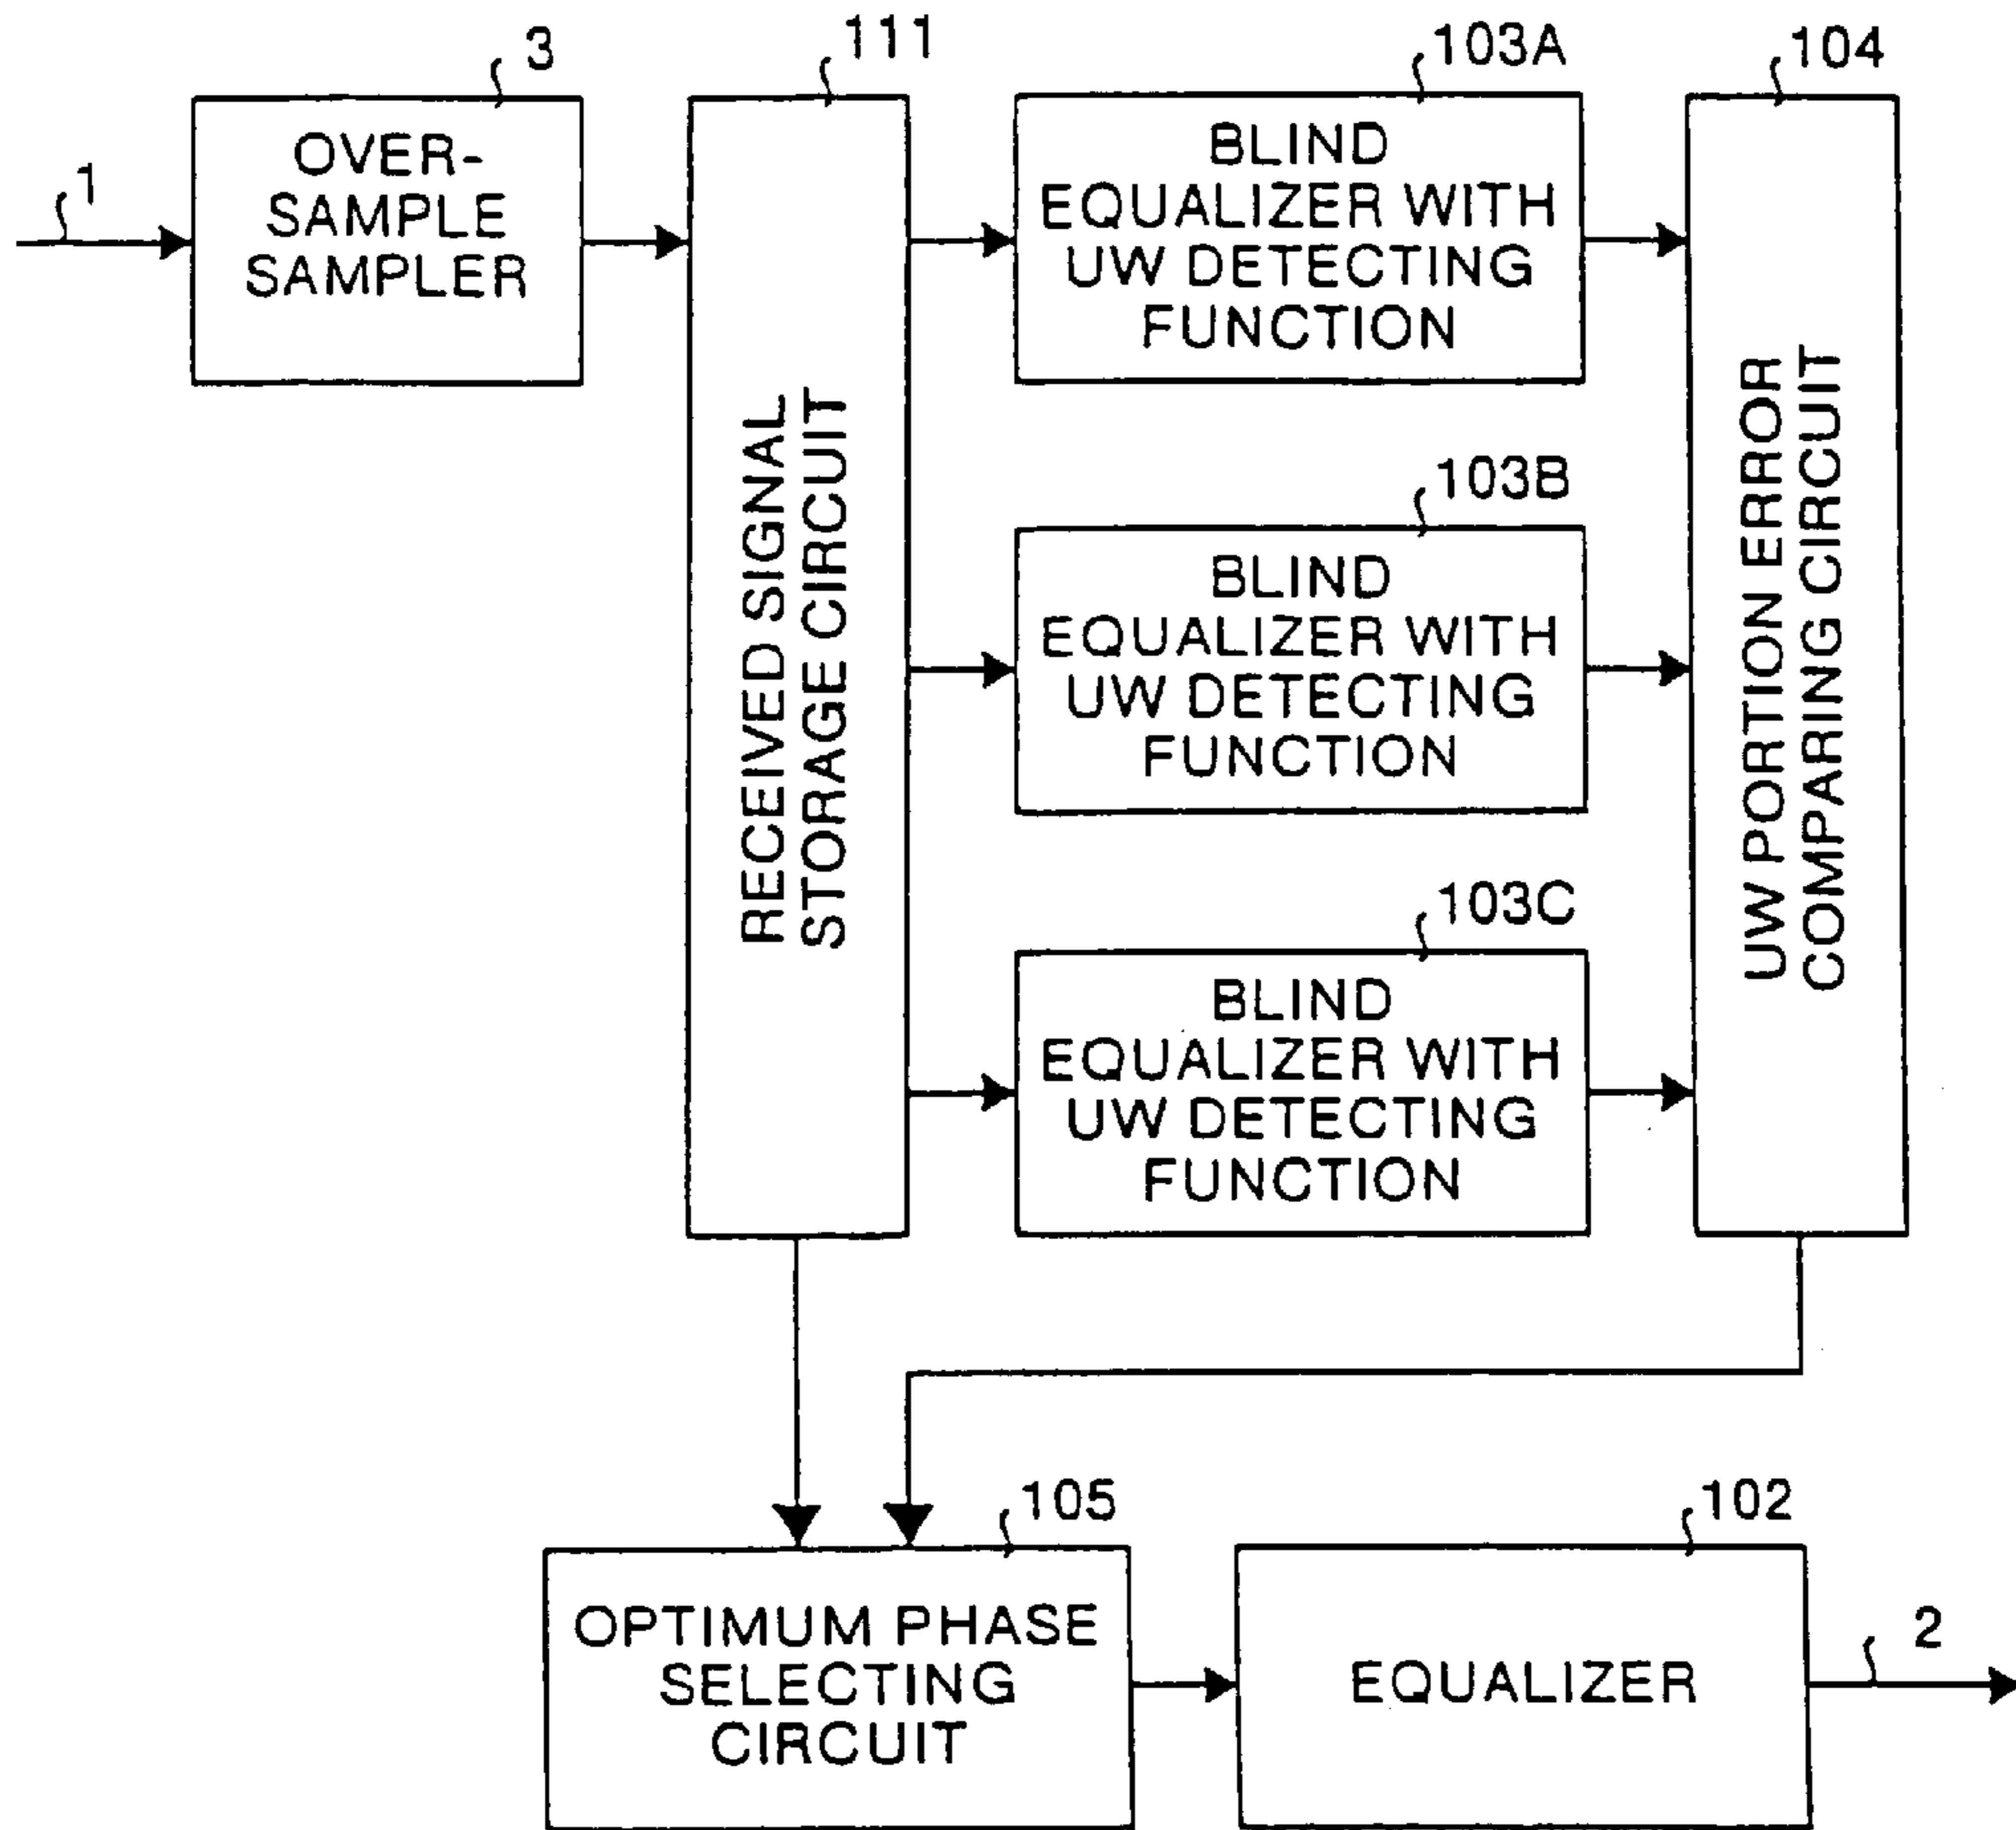 3
111
103A
104
1
OVER-
SAMPLE
SAMPLER
RECEIVED SIGNAL
STORAGE CIRCUIT
BLIND
EQUALIZER WITH
UW DETECTING
FUNCTION
UW PORTION ERROR
COMPARING CIRCUIT
103B
BLIND
EQUALIZER WITH
UW DETECTING
FUNCTION
103C
BLIND
EQUALIZER WITH
UW DETECTING
FUNCTION
105
102
OPTIMUM PHASE
SELECTING
CIRCUIT
EQUALIZER
2